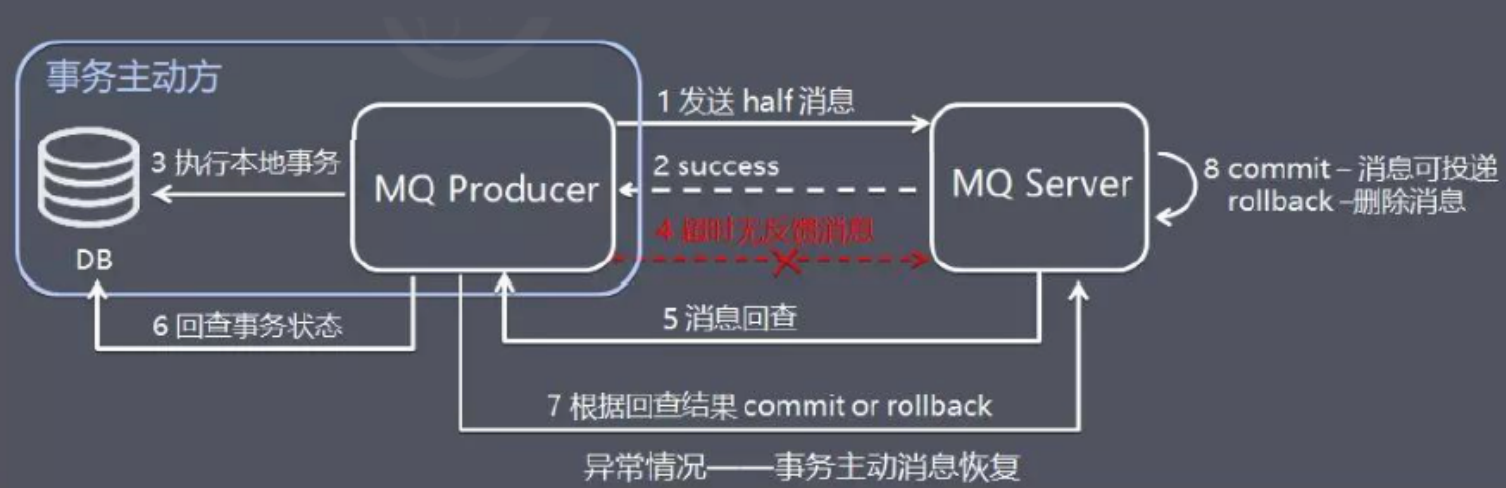 事务主动方
1 发送 half 消息
2 success
3 执行本地事务
MQ Producer
MQ Server
8 commit – 消息可投递
rollback –删除消息
4 超时无反馈消息
DB
5 消息回查
6 回查事务状态
7 根据回查结果 commit or rollback
异常情况——事务主动消息恢复